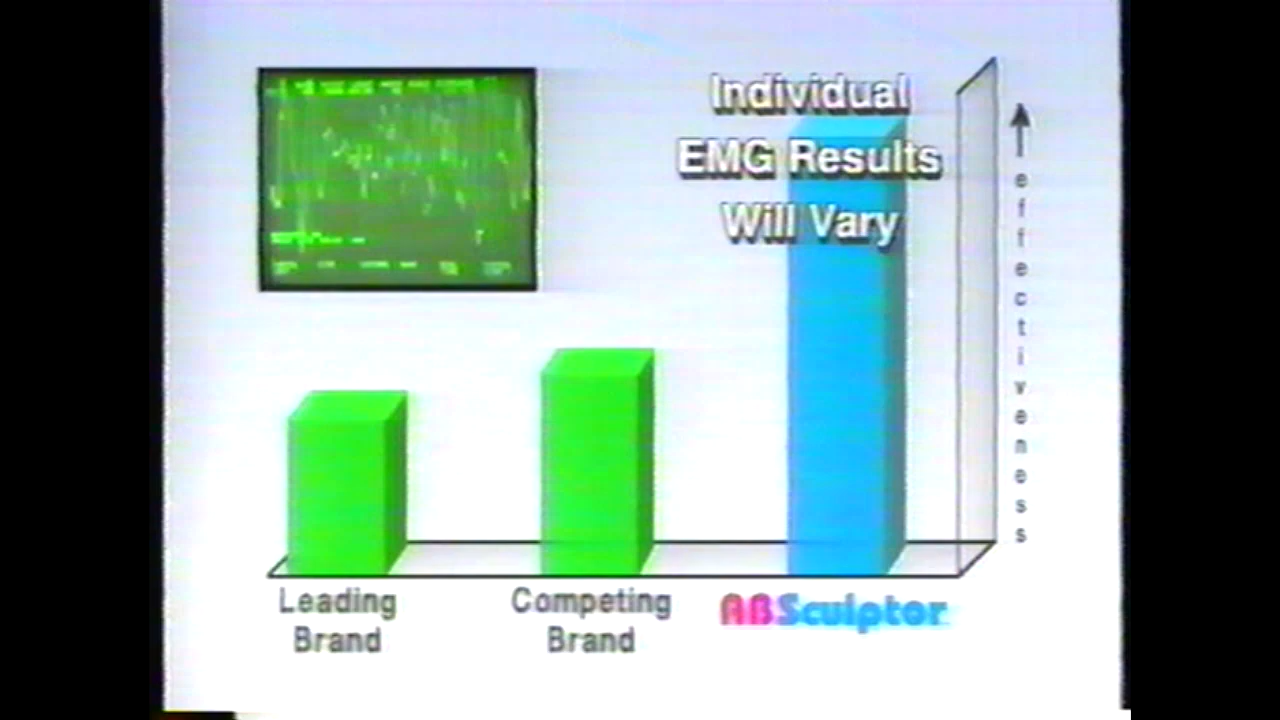 Individual
EMG Results
Will Vary
effectiveness
Leading
Brand
Competing
Brand
ABSculptor